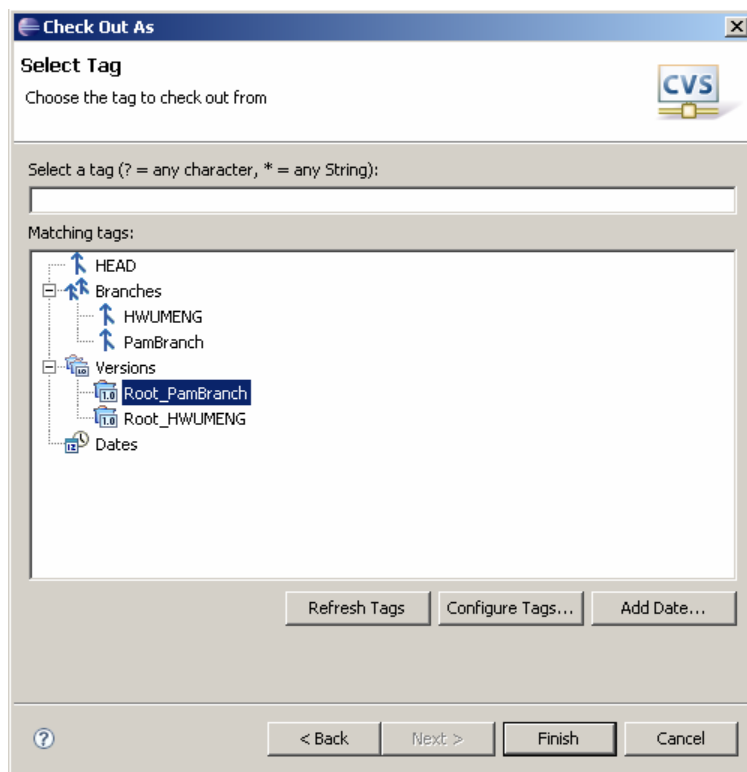 Check Out As
Select Tag
Choose the tag to check out from
CVS
Select a tag (? = any character, * = any String):
Matching tags:
HEAD
Branches
HWUMENG
PamBranch
Versions
1.0 Root_PamBranch
1.0 Root_HWUMENG
12 Dates
Refresh Tags Configure Tags... Add Date...
? < Back Next > Finish Cancel